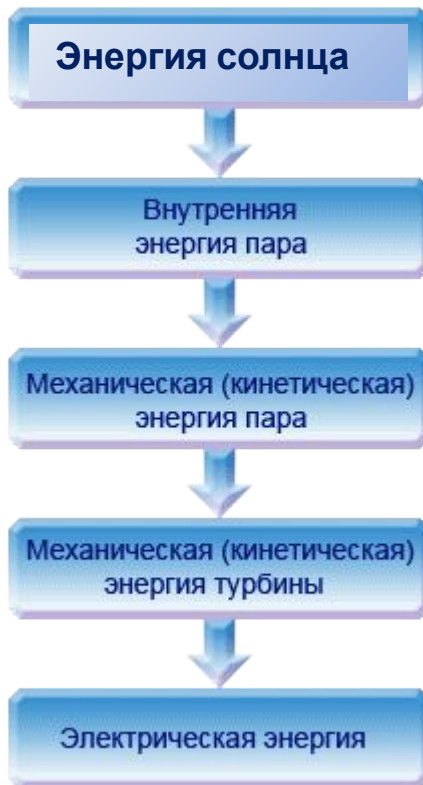 Энергия солнца
Внутренняя
энергия пара
Механическая (кинетическая)
энергия пара
Механическая (кинетическая)
энергия турбины
Электрическая энергия